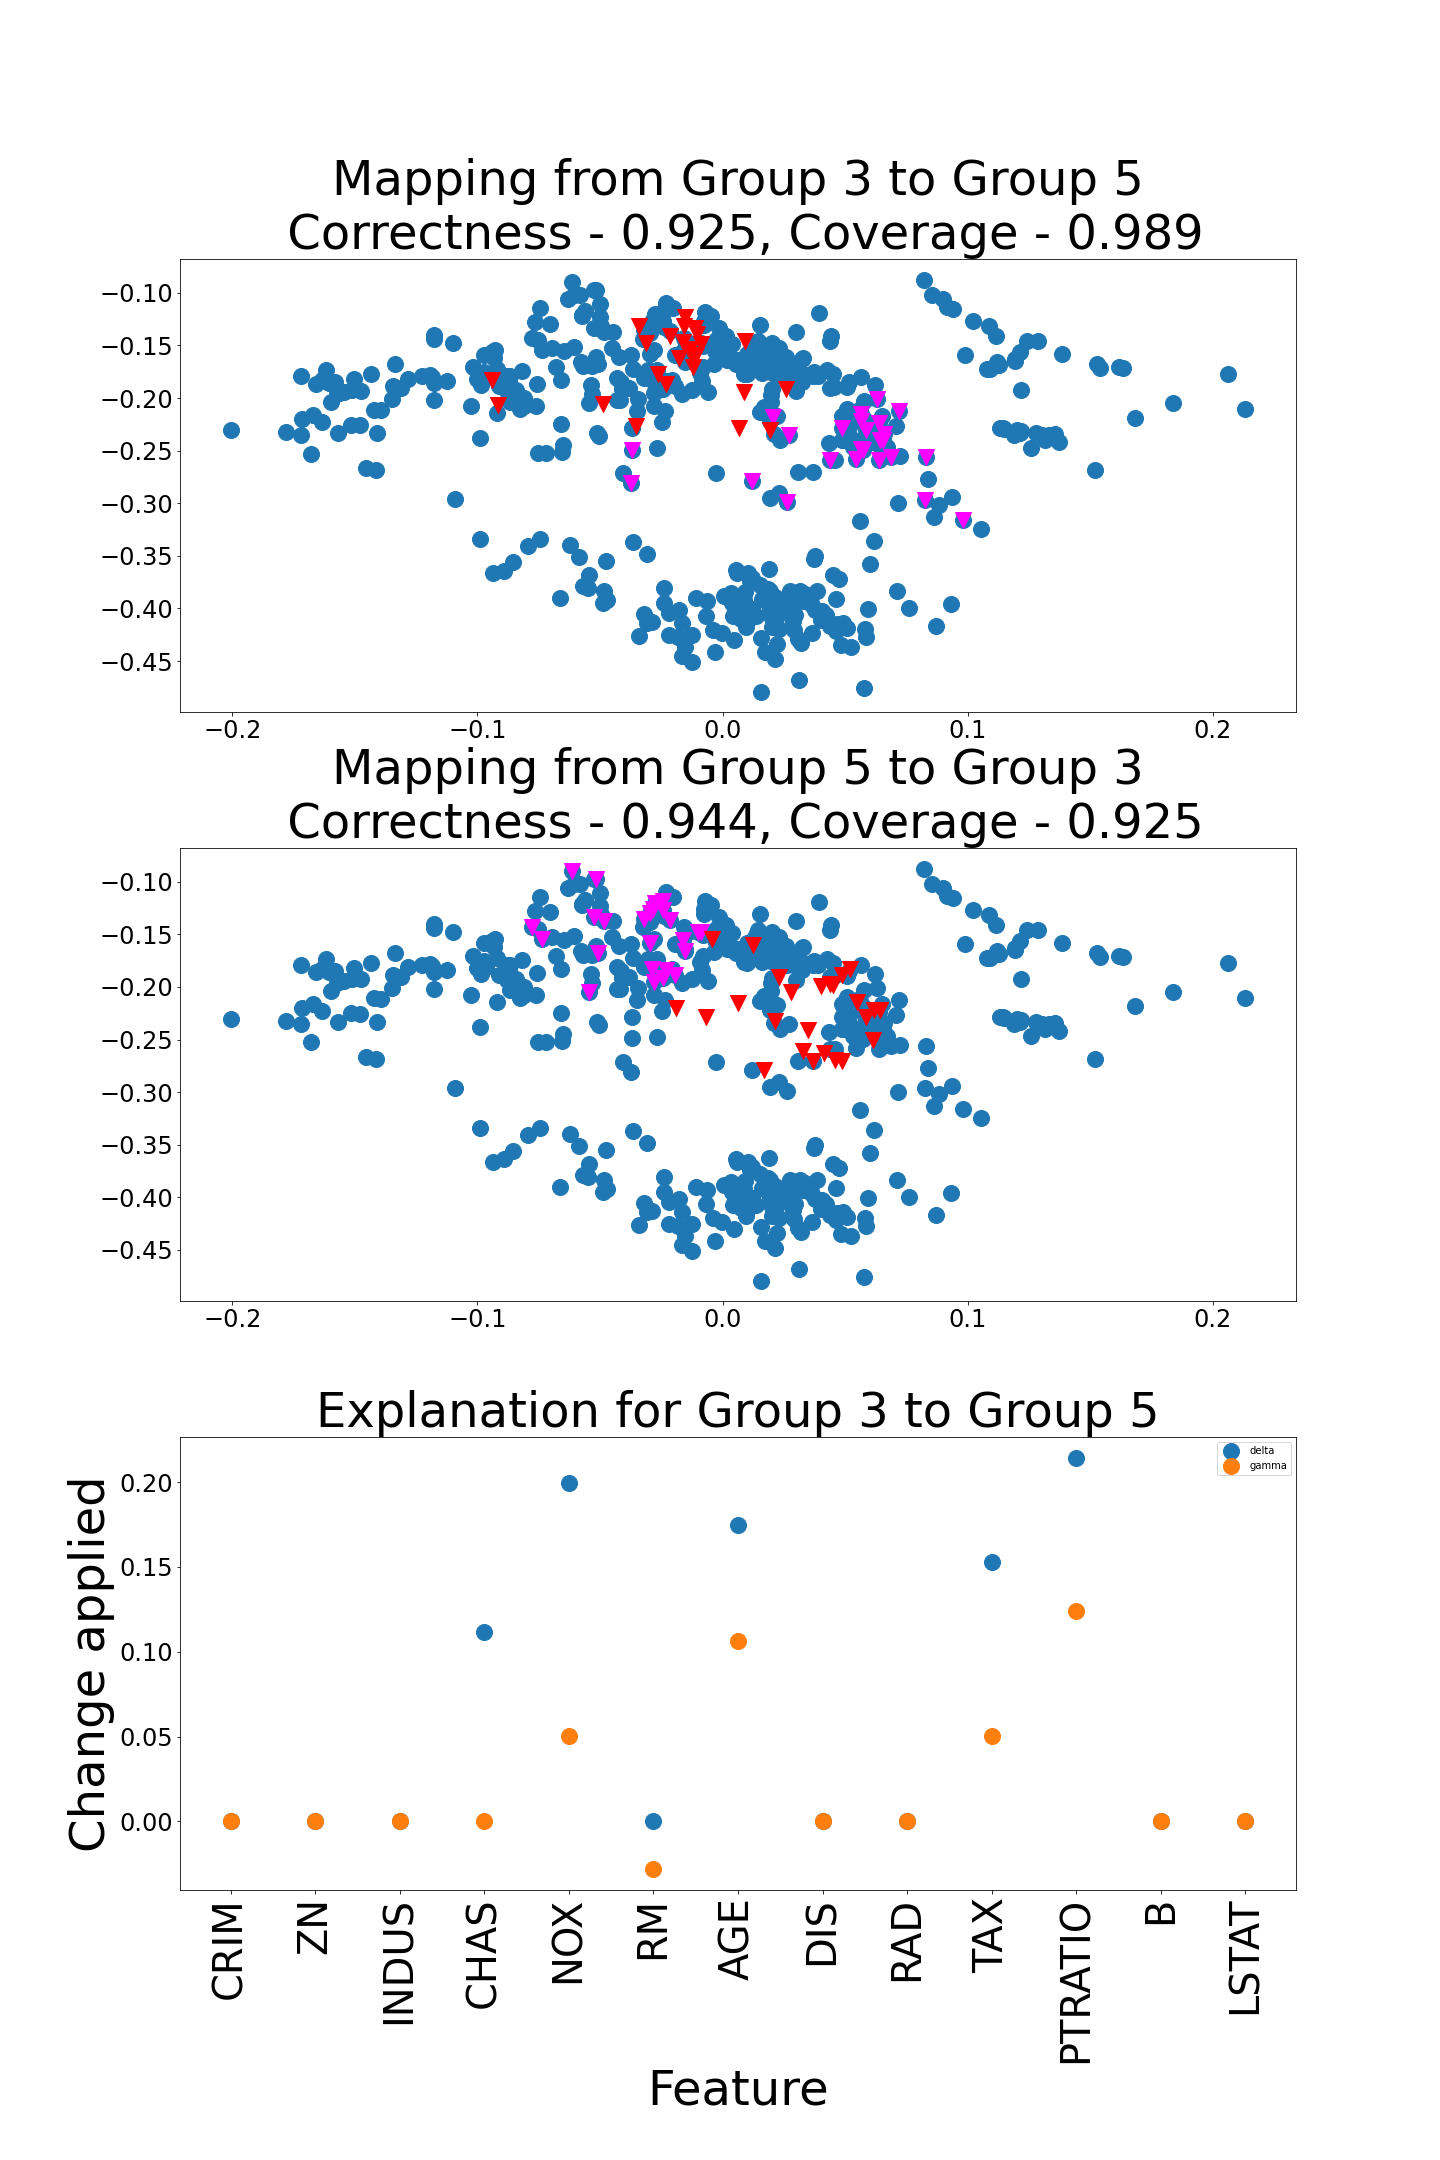 Mapping from Group 3 to Group 5
Correctness - 0.925, Coverage - 0.989
−0.10
−0.15
−0.20
−0.25
−0.30
−0.35
−0.40
−0.45
−0.2 −0.1 0.0 0.1 0.2
Mapping from Group 5 to Group 3
Correctness - 0.944, Coverage - 0.925
−0.10
−0.15
−0.20
−0.25
−0.30
−0.35
−0.40
−0.45
−0.2 −0.1 0.0 0.1 0.2
Explanation for Group 3 to Group 5
delta
gamma
Change applied
0.20
0.15
0.10
0.05
0.00
CRIM
ZN
INDUS
CHAS
NOX
RM
AGE
DIS
RAD
TAX
PTRATIO
B
LSTAT
Feature